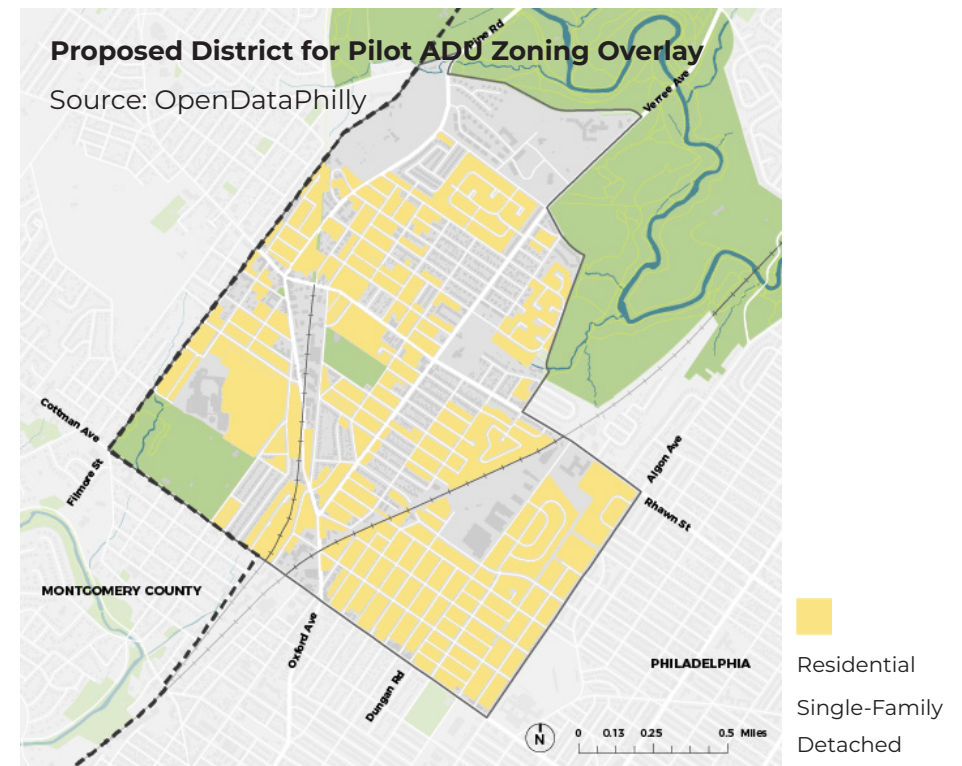 Proposed District for Pilot ADU Zoning Overlay
Source: OpenDataPhilly
Pine Rd
Verree Ave
Cottman Ave
Filmore St
Algon Ave
Rhawn St
MONTGOMERY COUNTY
Oxford Ave
Dungan Rd
PHILADELPHIA
N
0 0.13 0.25 0.5 Miles
Residential
Single-Family
Detached